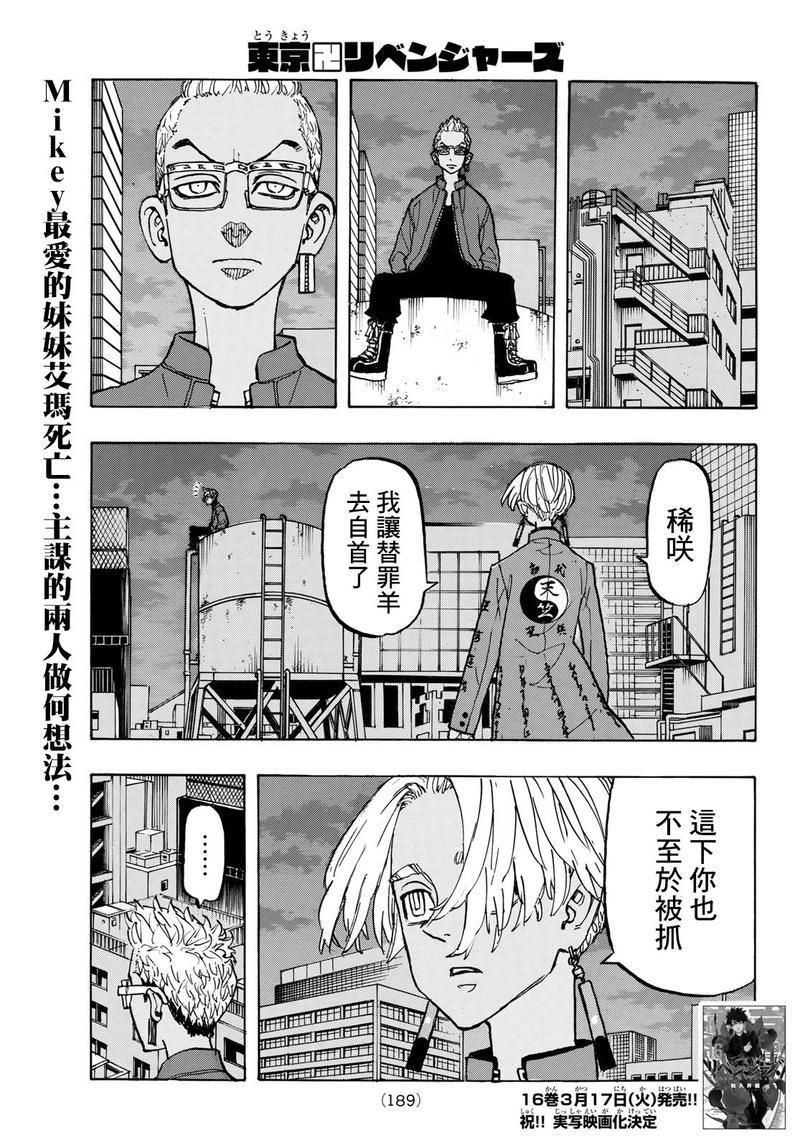 とうきょう
東京卍リベンジャーズ
Mikey最愛的妹妹艾瑪死亡…主謀的兩人做何想法…
稀咲
我讓替罪羊
去自首了
末
這下你也
不至於被抓
……
(189)
かん がつ にち か はつばい
16巻3月17日(火)発売!!
しゅく じっしゃえいがかけってい
祝!! 実写映画化決定
和久井健